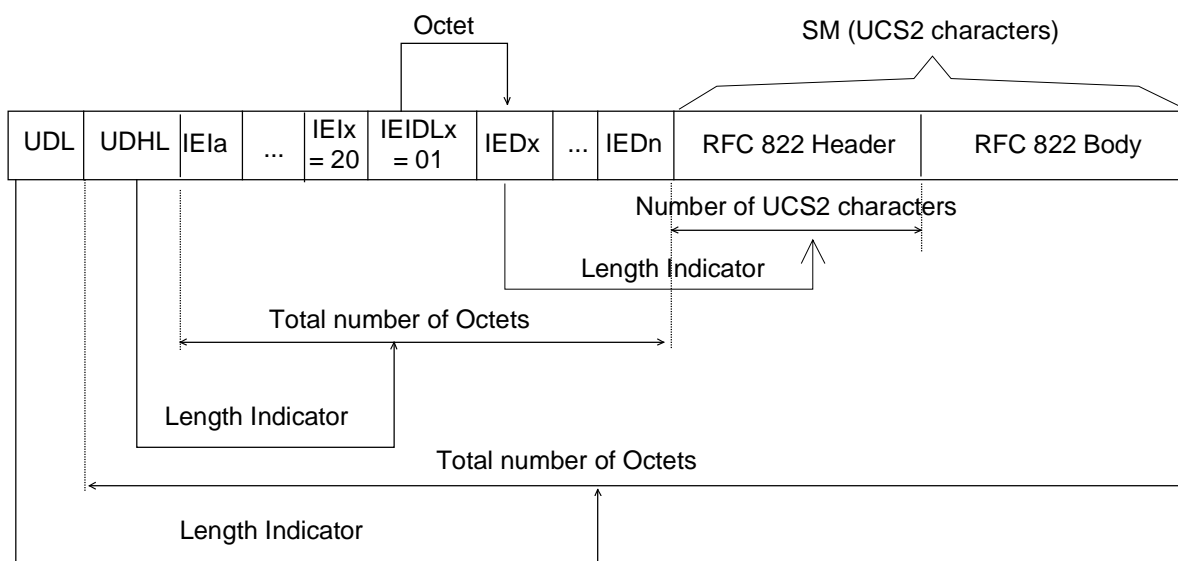 Octet
SM (UCS2 characters)
UDL UDHL IEIa ... IEIx = 20 IEIDLx = 01 IEDx ... IEDn RFC 822 Header RFC 822 Body
Number of UCS2 characters
Length Indicator
Total number of Octets
Length Indicator
Total number of Octets
Length Indicator